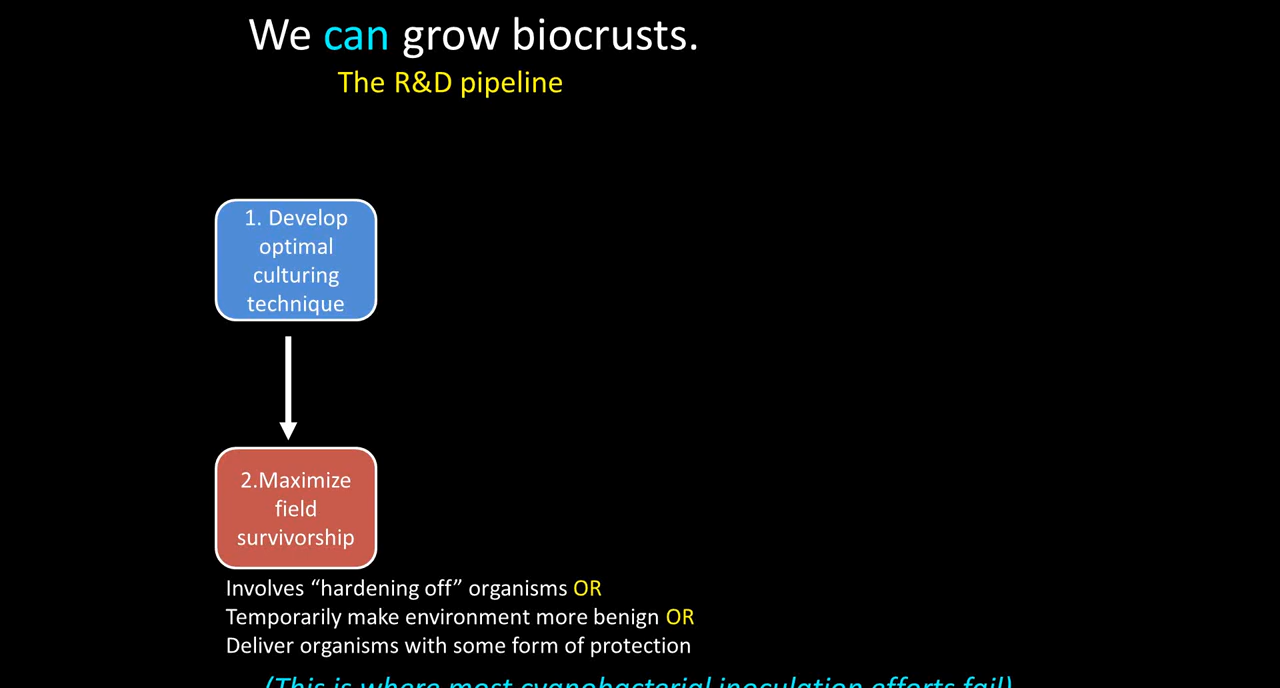 We can grow biocrusts.
The R&D pipeline
1. Develop
optimal
culturing
technique
2.Maximize
field
survivorship
Involves “hardening off” organisms OR
Temporarily make environment more benign OR
Deliver organisms with some form of protection
(This is where most cyanobacterial inoculation efforts fail)